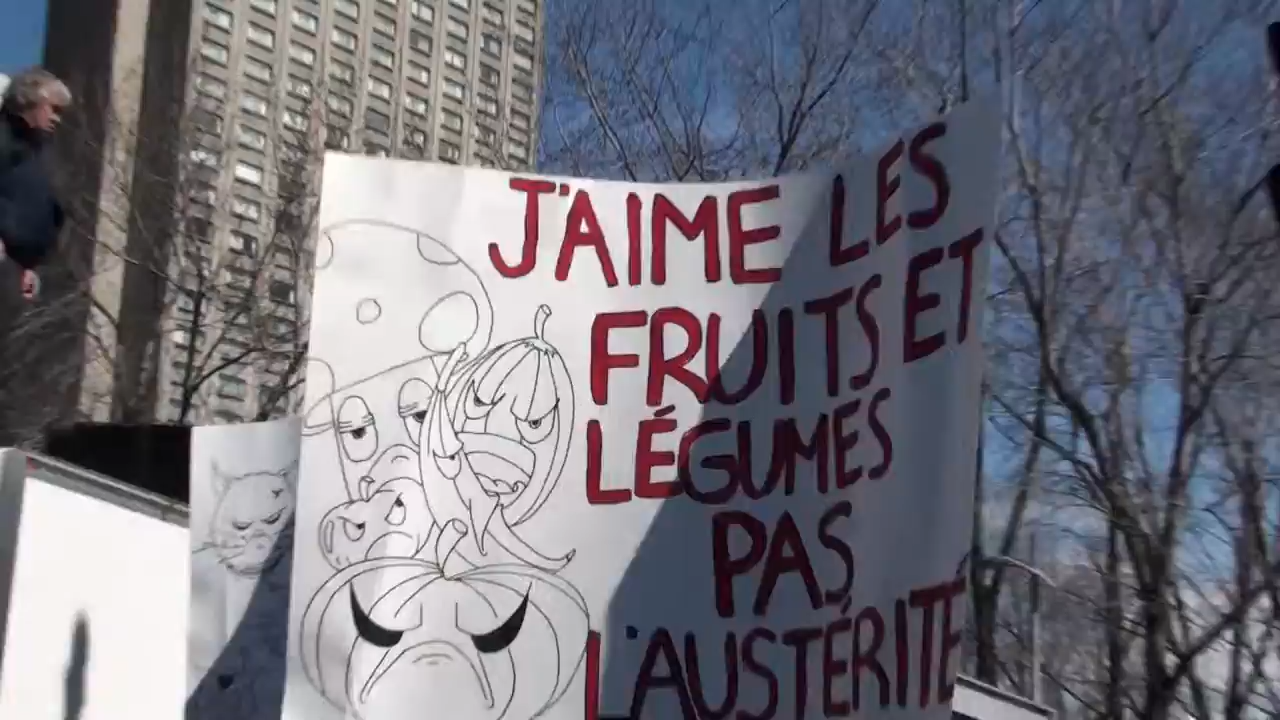 J'AIME LES
FRUITS ET
LÉGUMES
PAS
L'AUSTÉRITÉ